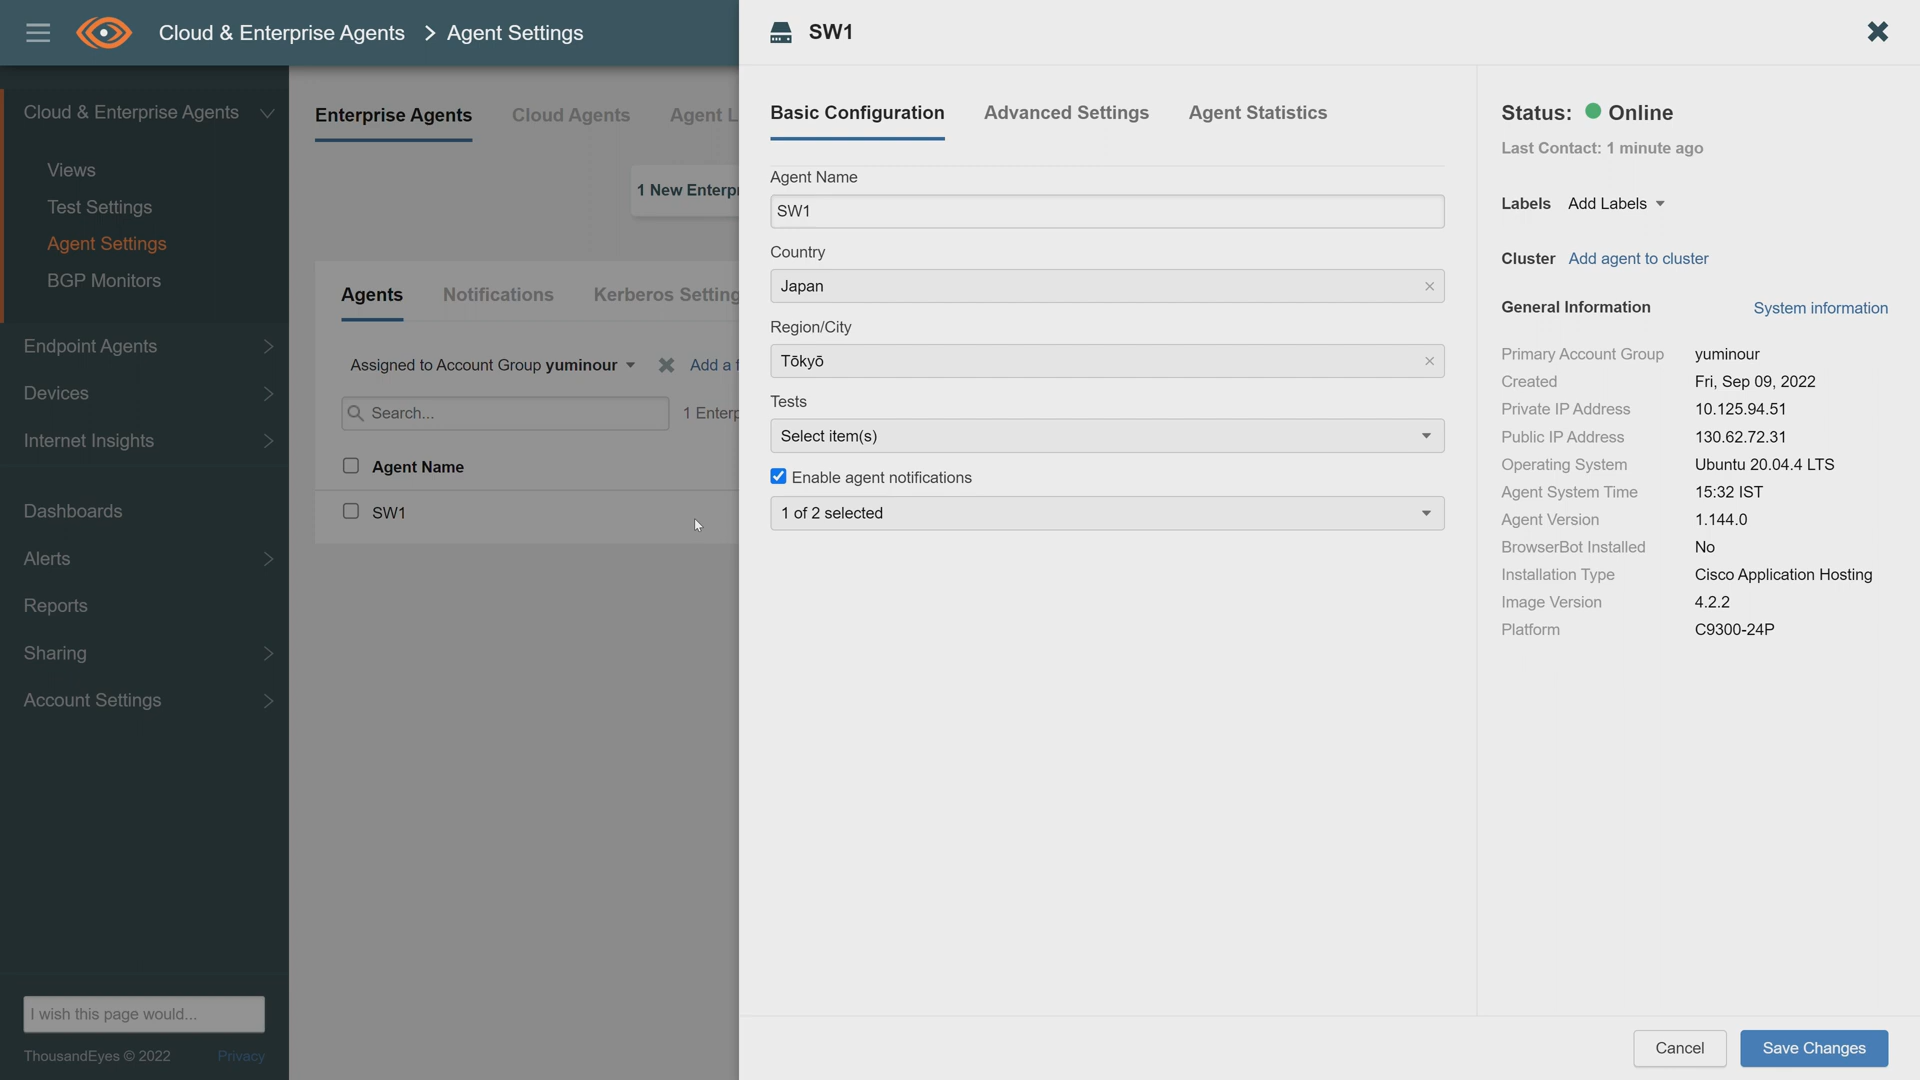 Cloud & Enterprise Agents > Agent Settings
SW1
Cloud & Enterprise Agents
Views
Test Settings
Agent Settings
BGP Monitors
Endpoint Agents
Devices
Internet Insights
Dashboards
Alerts
Reports
Sharing
Account Settings
I wish this page would...
ThousandEyes © 2022 Privacy
Enterprise Agents Cloud Agents Agent L
1 New Enterpr
Agents Notifications Kerberos Setting
Assigned to Account Group yuminour Add a f
Search... 1 Enterp
Agent Name
SW1
Basic Configuration Advanced Settings Agent Statistics
Agent Name
SW1
Country
Japan
Region/City
Tōkyō
Tests
Select item(s)
Enable agent notifications
1 of 2 selected
Status: Online
Last Contact: 1 minute ago
Labels Add Labels
Cluster Add agent to cluster
General Information System information
Primary Account Group yuminour
Created Fri, Sep 09, 2022
Private IP Address 10.125.94.51
Public IP Address 130.62.72.31
Operating System Ubuntu 20.04.4 LTS
Agent System Time 15:32 IST
Agent Version 1.144.0
BrowserBot Installed No
Installation Type Cisco Application Hosting
Image Version 4.2.2
Platform C9300-24P
Cancel Save Changes